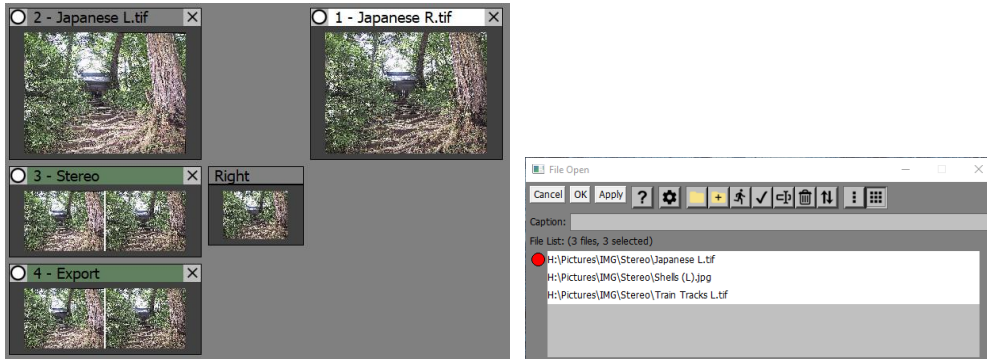 2 - Japanese L.tif
1 - Japanese R.tif
3 - Stereo
Right
4 - Export
File Open
Cancel OK Apply ?
Caption:
File List: (3 files, 3 selected)
H:\Pictures\IMG\Stereo\Japanese L.tif
H:\Pictures\IMG\Stereo\Shells (L).jpg
H:\Pictures\IMG\Stereo\Train Tracks L.tif